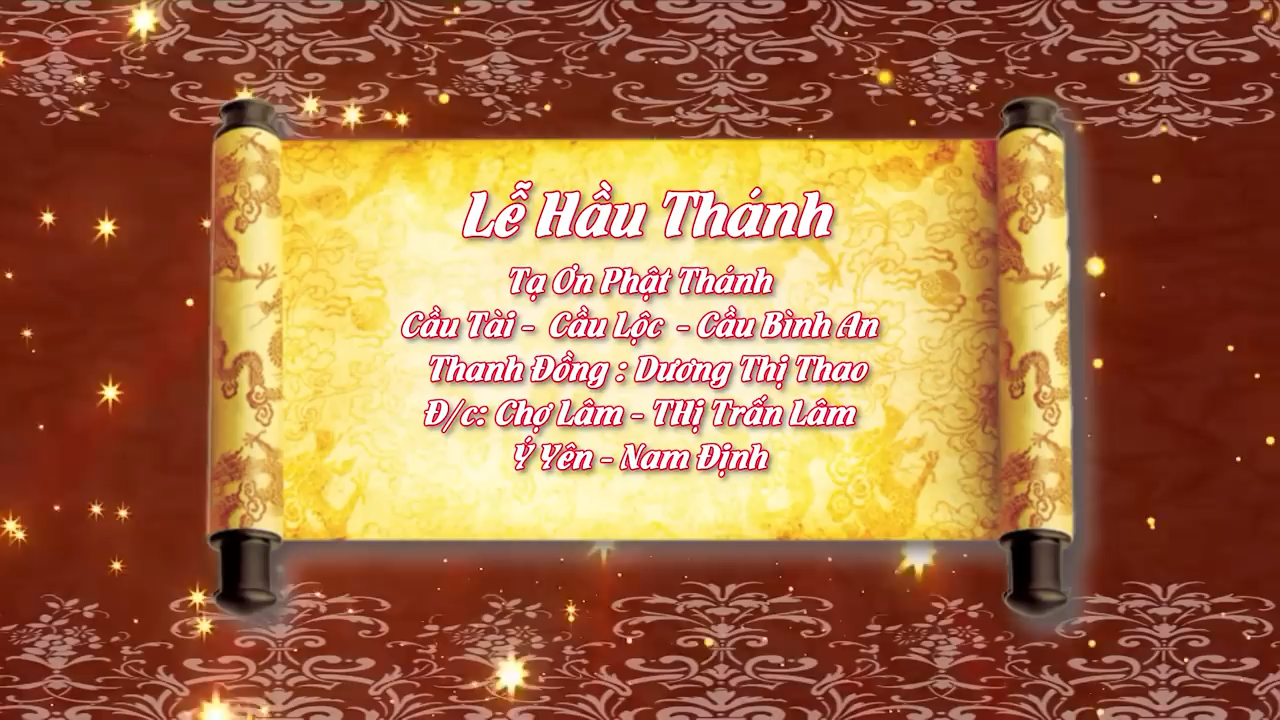 Lễ Hầu Thánh
Tạ Ơn Phật Thánh
Cầu Tài - Cầu Lộc - Cầu Bình An
Thanh Đồng : Dương Thị Thao
Đ/c: Chợ Lâm - THị Trấn Lâm
Ý Yên - Nam Định